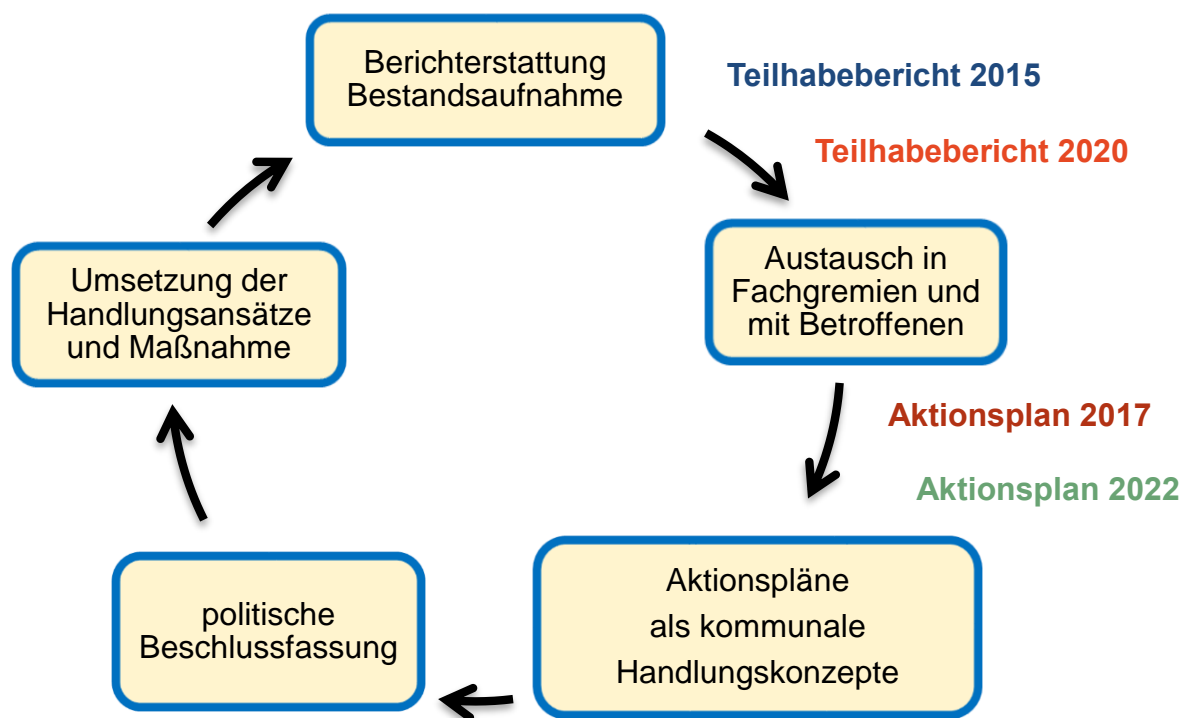 Berichterstattung
Bestandsaufnahme
Teilhabebericht 2015
Teilhabebericht 2020
Austausch in
Fachgremien und
mit Betroffenen
Aktionsplan 2017
Aktionsplan 2022
Aktionspläne
als kommunale
Handlungskonzepte
politische
Beschlussfassung
Umsetzung der
Handlungsansätze
und Maßnahme